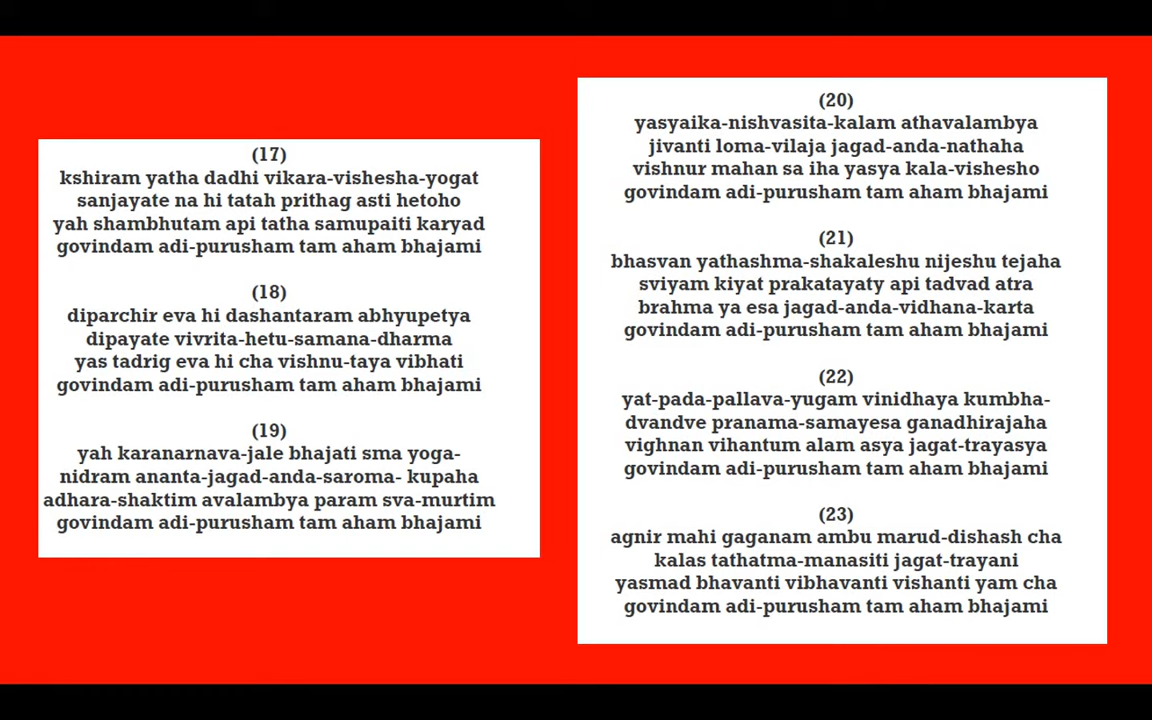 (17)
kshiram yatha dadhi vikara-vishesha-yogat
sanjayate na hi tatah prithag asti hetoho
yah shambhutam api tatha samupaiti karyad
govindam adi-purusham tam aham bhajami
(18)
diparchir eva hi dashantaram abhyupetya
dipayate vivrita-hetu-samana-dharma
yas tadrig eva hi cha vishnu-taya vibhati
govindam adi-purusham tam aham bhajami
(19)
yah karanarnava-jale bhajati sma yoga-
nidram ananta-jagad-anda-saroma- kupaha
adhara-shaktim avalambya param sva-murtim
govindam adi-purusham tam aham bhajami
(20)
yasyaika-nishvasita-kalam athavalambya
jivanti loma-vilaja jagad-anda-nathaha
vishnur mahan sa iha yasya kala-vishesho
govindam adi-purusham tam aham bhajami
(21)
bhasvan yathashma-shakaleshu nijeshu tejaha
sviyam kiyat prakatayaty api tadvad atra
brahma ya esa jagad-anda-vidhana-karta
govindam adi-purusham tam aham bhajami
(22)
yat-pada-pallava-yugam vinidhaya kumbha-
dvandve pranama-samayesa ganadhirajaha
vighnan vihantum alam asya jagat-trayasya
govindam adi-purusham tam aham bhajami
(23)
agnir mahi gaganam ambu marud-dishash cha
kalas tathatma-manasiti jagat-trayani
yasmad bhavanti vibhavanti vishanti yam cha
govindam adi-purusham tam aham bhajami